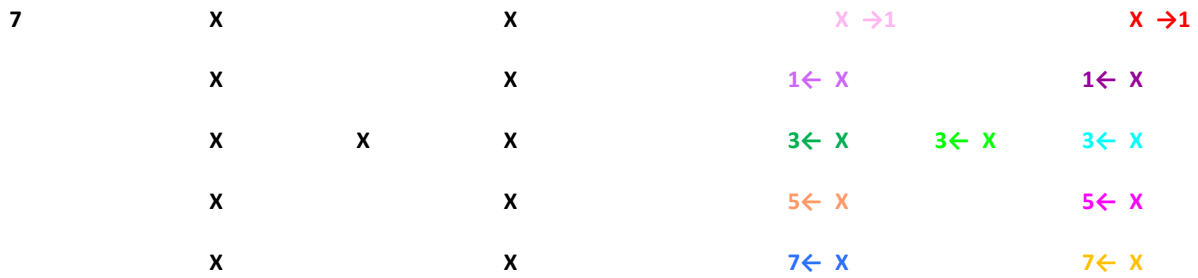 7 X X X →1 X →1
X X 1← X 1← X
X X X 3← X 3← X 3← X
X X 5← X 5← X
X X 7← X 7← X